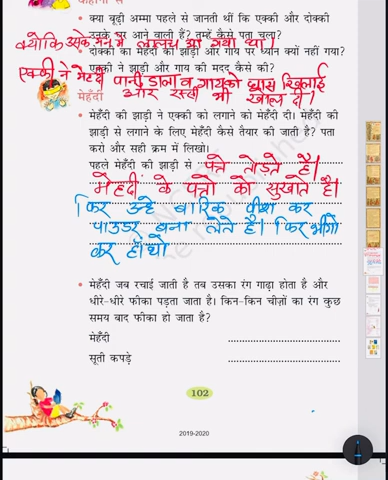 कहानी से
क्या बूढ़ी अम्मा पहले से जानती थीं कि एक्की और दोक्की
उनके घर आने वाली हैं? तुम्हें कैसे पता चला?
क्योकि उसके मन मे लालच आ गया था।
दोक्की का मेहंदी की झाड़ी और गाय पर ध्यान क्यों नहीं गया?
एक्की ने झाड़ी और गाय की मदद कैसे की?
एक्की ने मेहंदी पानी डाला व गायको घास खिलाई
और रस्सी भी खोल दी।
मेहँदी
मेहँदी की झाड़ी ने एक्की को लगाने को मेहँदी दी। मेहँदी की
झाड़ी से लगाने के लिए मेहँदी कैसे तैयार की जाती है? पता
करो और सही क्रम में लिखो।
पहले मेहँदी की झाड़ी से पत्ते तोड़ते है।
मेहदी के पत्तो को सुखाते है।
फिर उन्हे बारिक पीस कर
पाउडर बना लेते है। फिर भीगो
कर हाथो
मेहँदी जब रचाई जाती है तब उसका रंग गाढ़ा होता है और
धीरे-धीरे फीका पड़ता जाता है। किन-किन चीज़ों का रंग कुछ
समय बाद फीका हो जाता है?
मेहँदी
सूती कपड़े
102
2019-2020